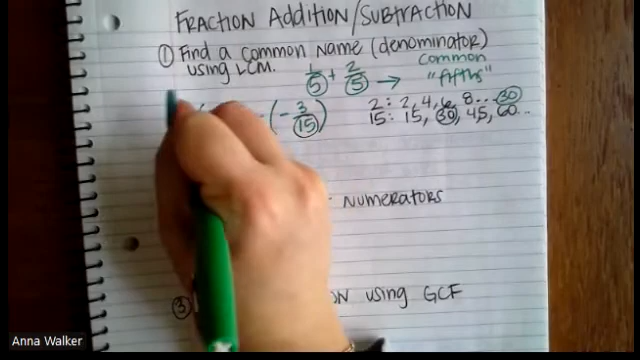 FRACTION ADDITION/SUBTRACTION
① Find a common name (denominator)
using LCM.
1/5 + 2/5 → common
"fifths"
- (- 3/15)
2: 2, 4, 6, 8... 30
15: 15, 30, 45, 60...
numerators
③
using GCF
Anna Walker